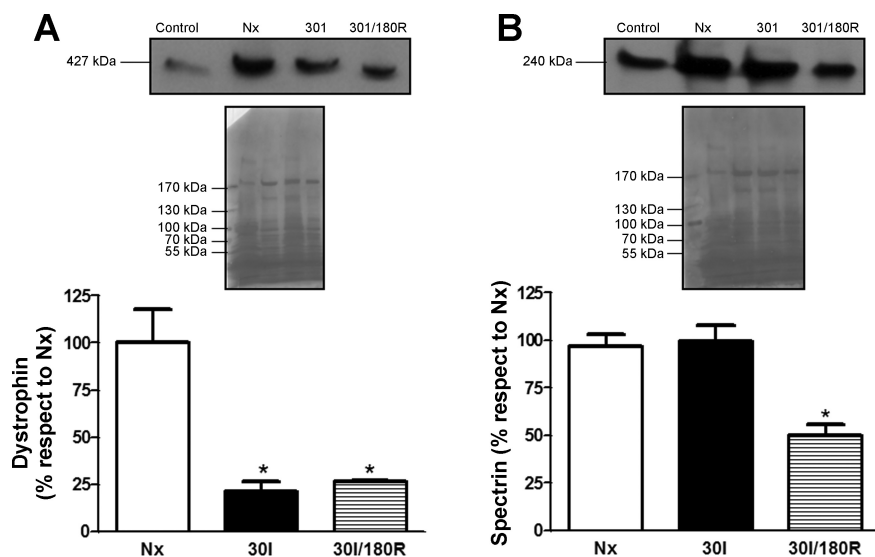 A
Control Nx 301 301/180R
427 kDa
170 kDa
130 kDa
100 kDa
70 kDa
55 kDa
Dystrophin
(% respect to Nx)
125
100
75
50
25
0
* *
Nx 30I 30I/180R
B
Control Nx 301 301/180R
240 kDa
170 kDa
130 kDa
100 kDa
70 kDa
55 kDa
Spectrin (% respect to Nx)
125
100
75
50
25
0
*
Nx 30I 30I/180R